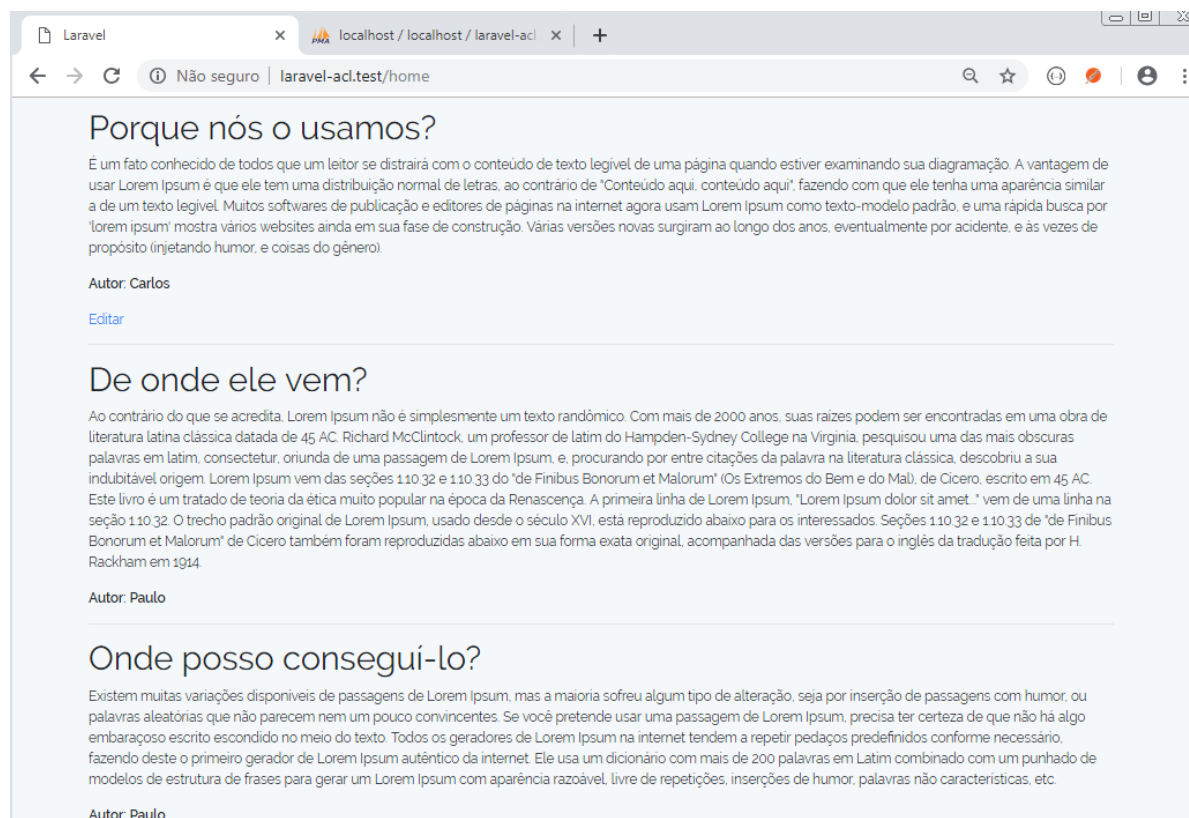 Laravel
localhost / localhost / laravel-acl
PMA
Não seguro | laravel-acl.test/home
Porque nós o usamos?
É um fato conhecido de todos que um leitor se distrairá com o conteúdo de texto legível de uma página quando estiver examinando sua diagramação. A vantagem de
usar Lorem Ipsum é que ele tem uma distribuição normal de letras, ao contrário de "Conteúdo aqui, conteúdo aqui", fazendo com que ele tenha uma aparência similar
a de um texto legível. Muitos softwares de publicação e editores de páginas na internet agora usam Lorem Ipsum como texto-modelo padrão, e uma rápida busca por
'lorem ipsum' mostra vários websites ainda em sua fase de construção. Várias versões novas surgiram ao longo dos anos, eventualmente por acidente, e às vezes de
propósito (injetando humor, e coisas do gênero).
Autor: Carlos
Editar
De onde ele vem?
Ao contrário do que se acredita, Lorem Ipsum não é simplesmente um texto randômico. Com mais de 2000 anos, suas raízes podem ser encontradas em uma obra de
literatura latina clássica datada de 45 AC. Richard McClintock, um professor de latim do Hampden-Sydney College na Virginia, pesquisou uma das mais obscuras
palavras em latim, consectetur, oriunda de uma passagem de Lorem Ipsum, e, procurando por entre citações da palavra na literatura clássica, descobriu a sua
indubitável origem. Lorem Ipsum vem das seções 1.10.32 e 1.10.33 do "de Finibus Bonorum et Malorum" (Os Extremos do Bem e do Mal), de Cícero, escrito em 45 AC.
Este livro é um tratado de teoria da ética muito popular na época da Renascença. A primeira linha de Lorem Ipsum, "Lorem Ipsum dolor sit amet..." vem de uma linha na
seção 1.10.32. O trecho padrão original de Lorem Ipsum, usado desde o século XVI, está reproduzido abaixo para os interessados. Seções 1.10.32 e 1.10.33 de "de Finibus
Bonorum et Malorum" de Cicero também foram reproduzidas abaixo em sua forma exata original, acompanhada das versões para o inglês da tradução feita por H.
Rackham em 1914.
Autor: Paulo
Onde posso conseguí-lo?
Existem muitas variações disponíveis de passagens de Lorem Ipsum, mas a maioria sofreu algum tipo de alteração, seja por inserção de passagens com humor, ou
palavras aleatórias que não parecem nem um pouco convincentes. Se você pretende usar uma passagem de Lorem Ipsum, precisa ter certeza de que não há algo
embaraçoso escrito escondido no meio do texto. Todos os geradores de Lorem Ipsum na internet tendem a repetir pedaços predefinidos conforme necessário,
fazendo deste o primeiro gerador de Lorem Ipsum autêntico da internet. Ele usa um dicionário com mais de 200 palavras em Latim combinado com um punhado de
modelos de estrutura de frases para gerar um Lorem Ipsum com aparência razoável, livre de repetições, inserções de humor, palavras não características, etc.
Autor: Paulo